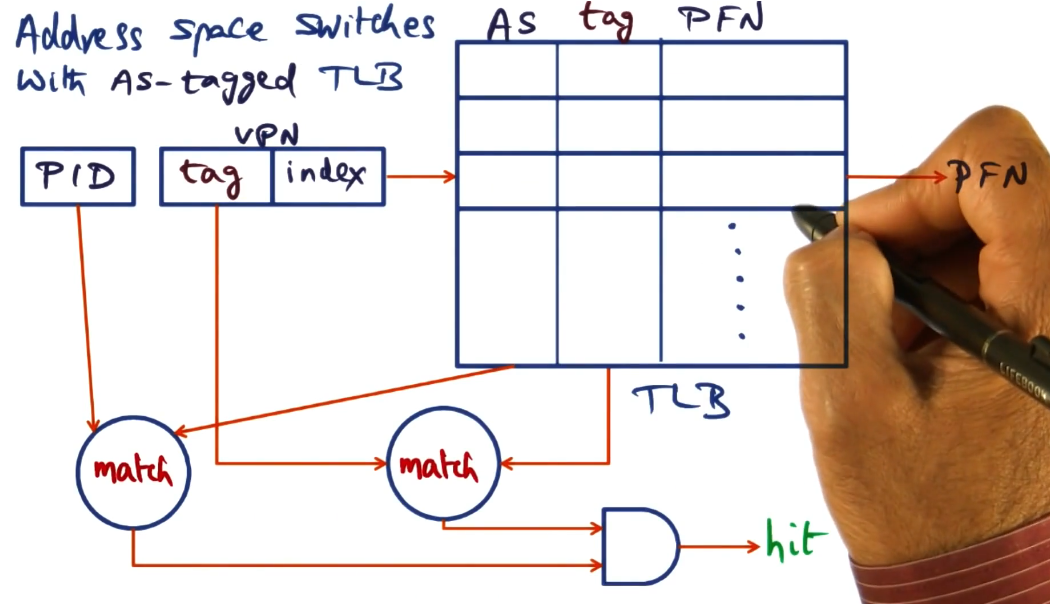 Address space switches
with AS-tagged TLB
AS tag PFN
VPN
PID tag index
PFN
TLB
match match
hit
LIFEBOOK